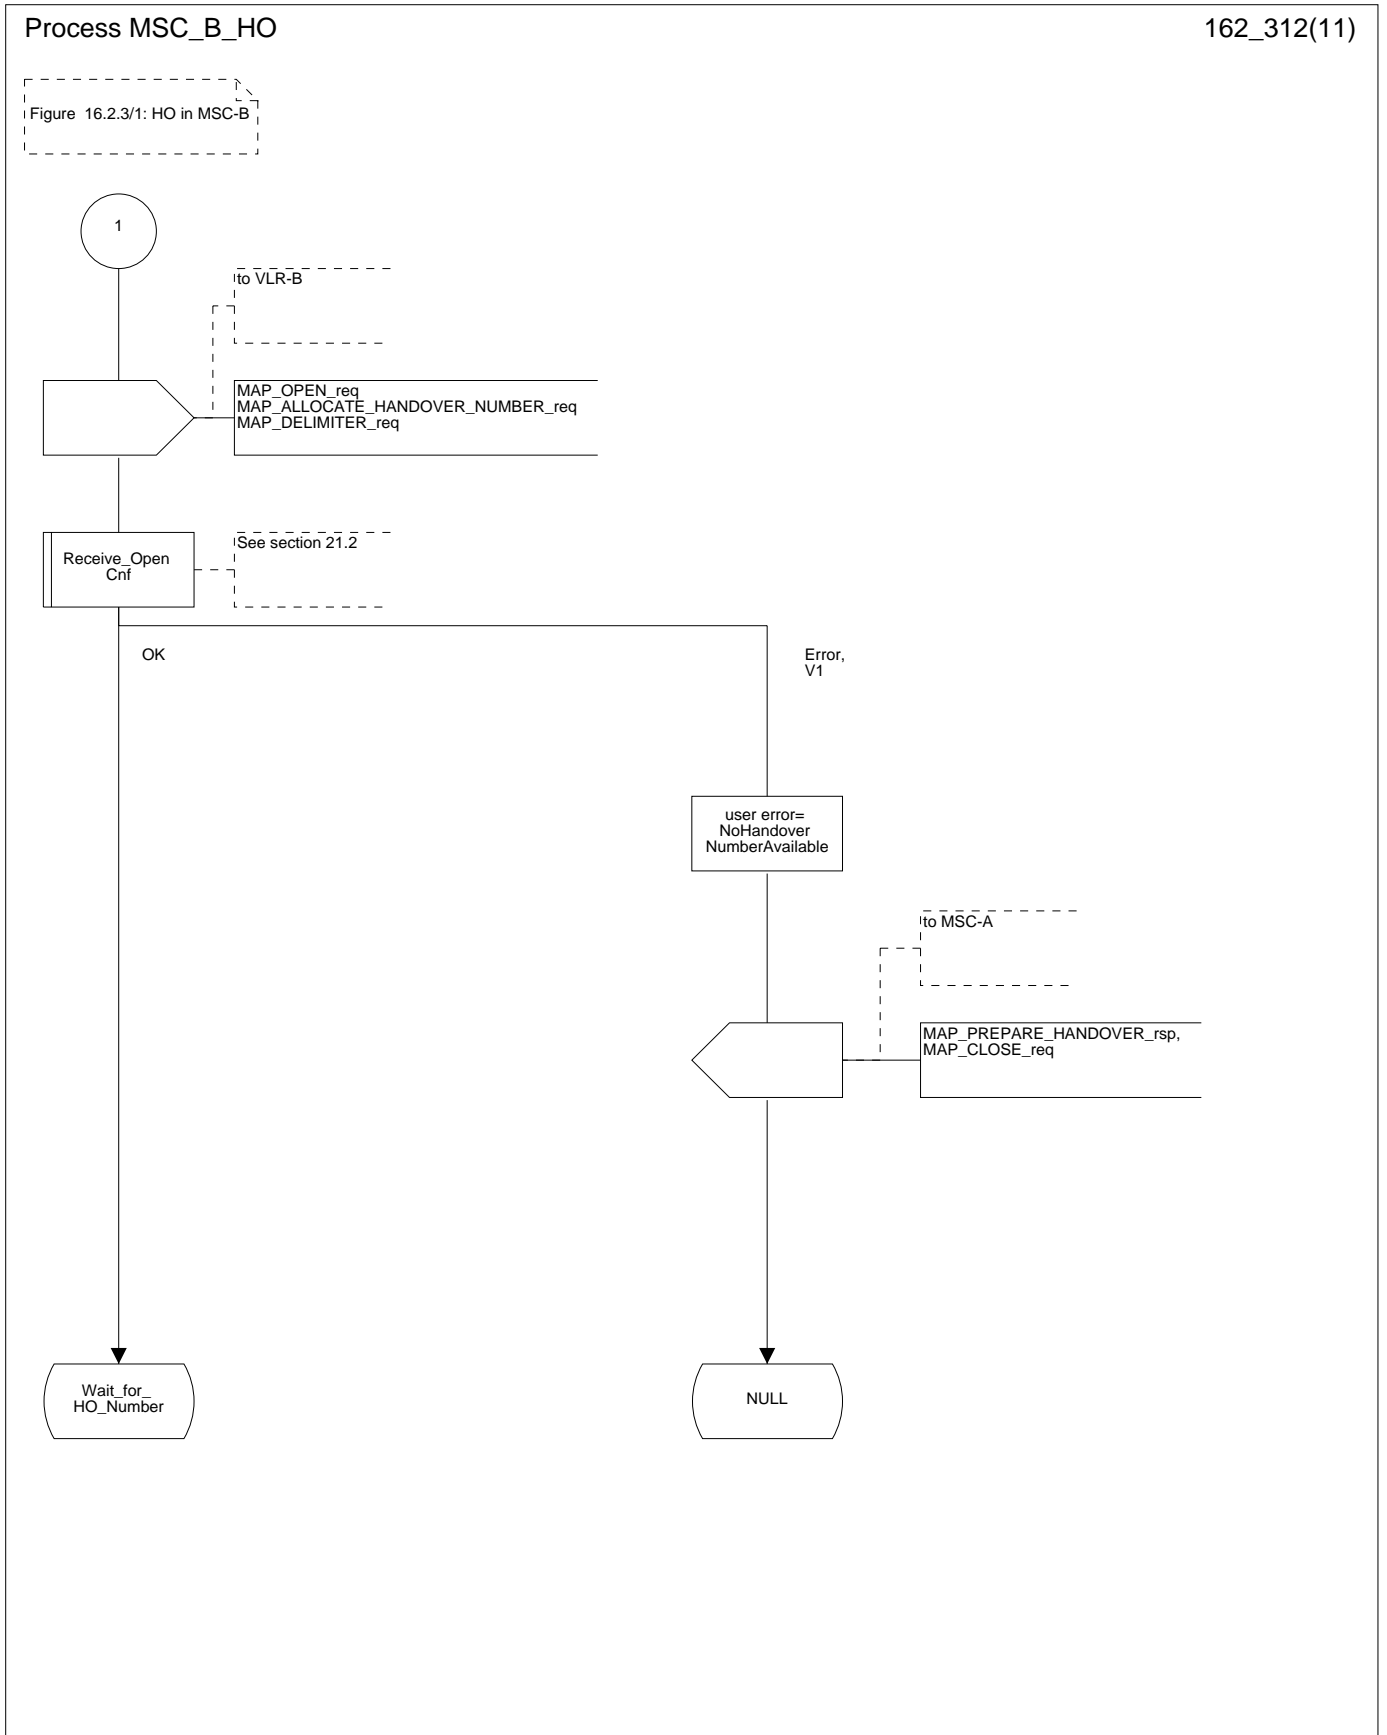 Process MSC_B_HO
162_312(11)
Figure 16.2.3/1: HO in MSC-B
1
to VLR-B
MAP_OPEN_req
MAP_ALLOCATE_HANDOVER_NUMBER_req
MAP_DELIMITER_req
Receive_Open
Cnf
See section 21.2
OK
Error,
V1
user error=
NoHandover
NumberAvailable
to MSC-A
MAP_PREPARE_HANDOVER_rsp,
MAP_CLOSE_req
Wait_for_
HO_Number
NULL